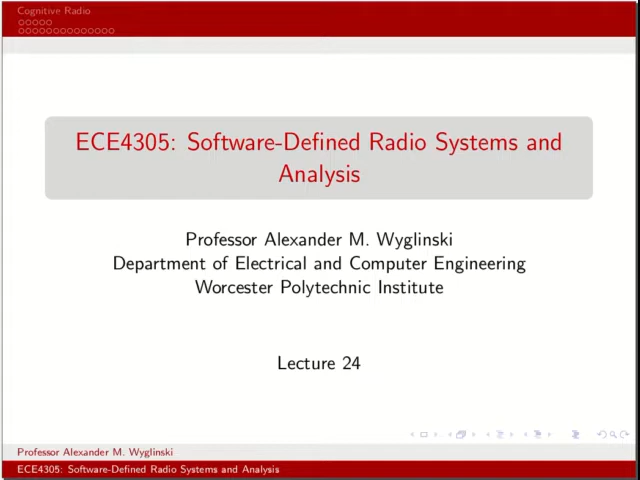 Cognitive Radio
ECE4305: Software-Defined Radio Systems and
Analysis
Professor Alexander M. Wyglinski
Department of Electrical and Computer Engineering
Worcester Polytechnic Institute
Lecture 24
Professor Alexander M. Wyglinski
ECE4305: Software-Defined Radio Systems and Analysis